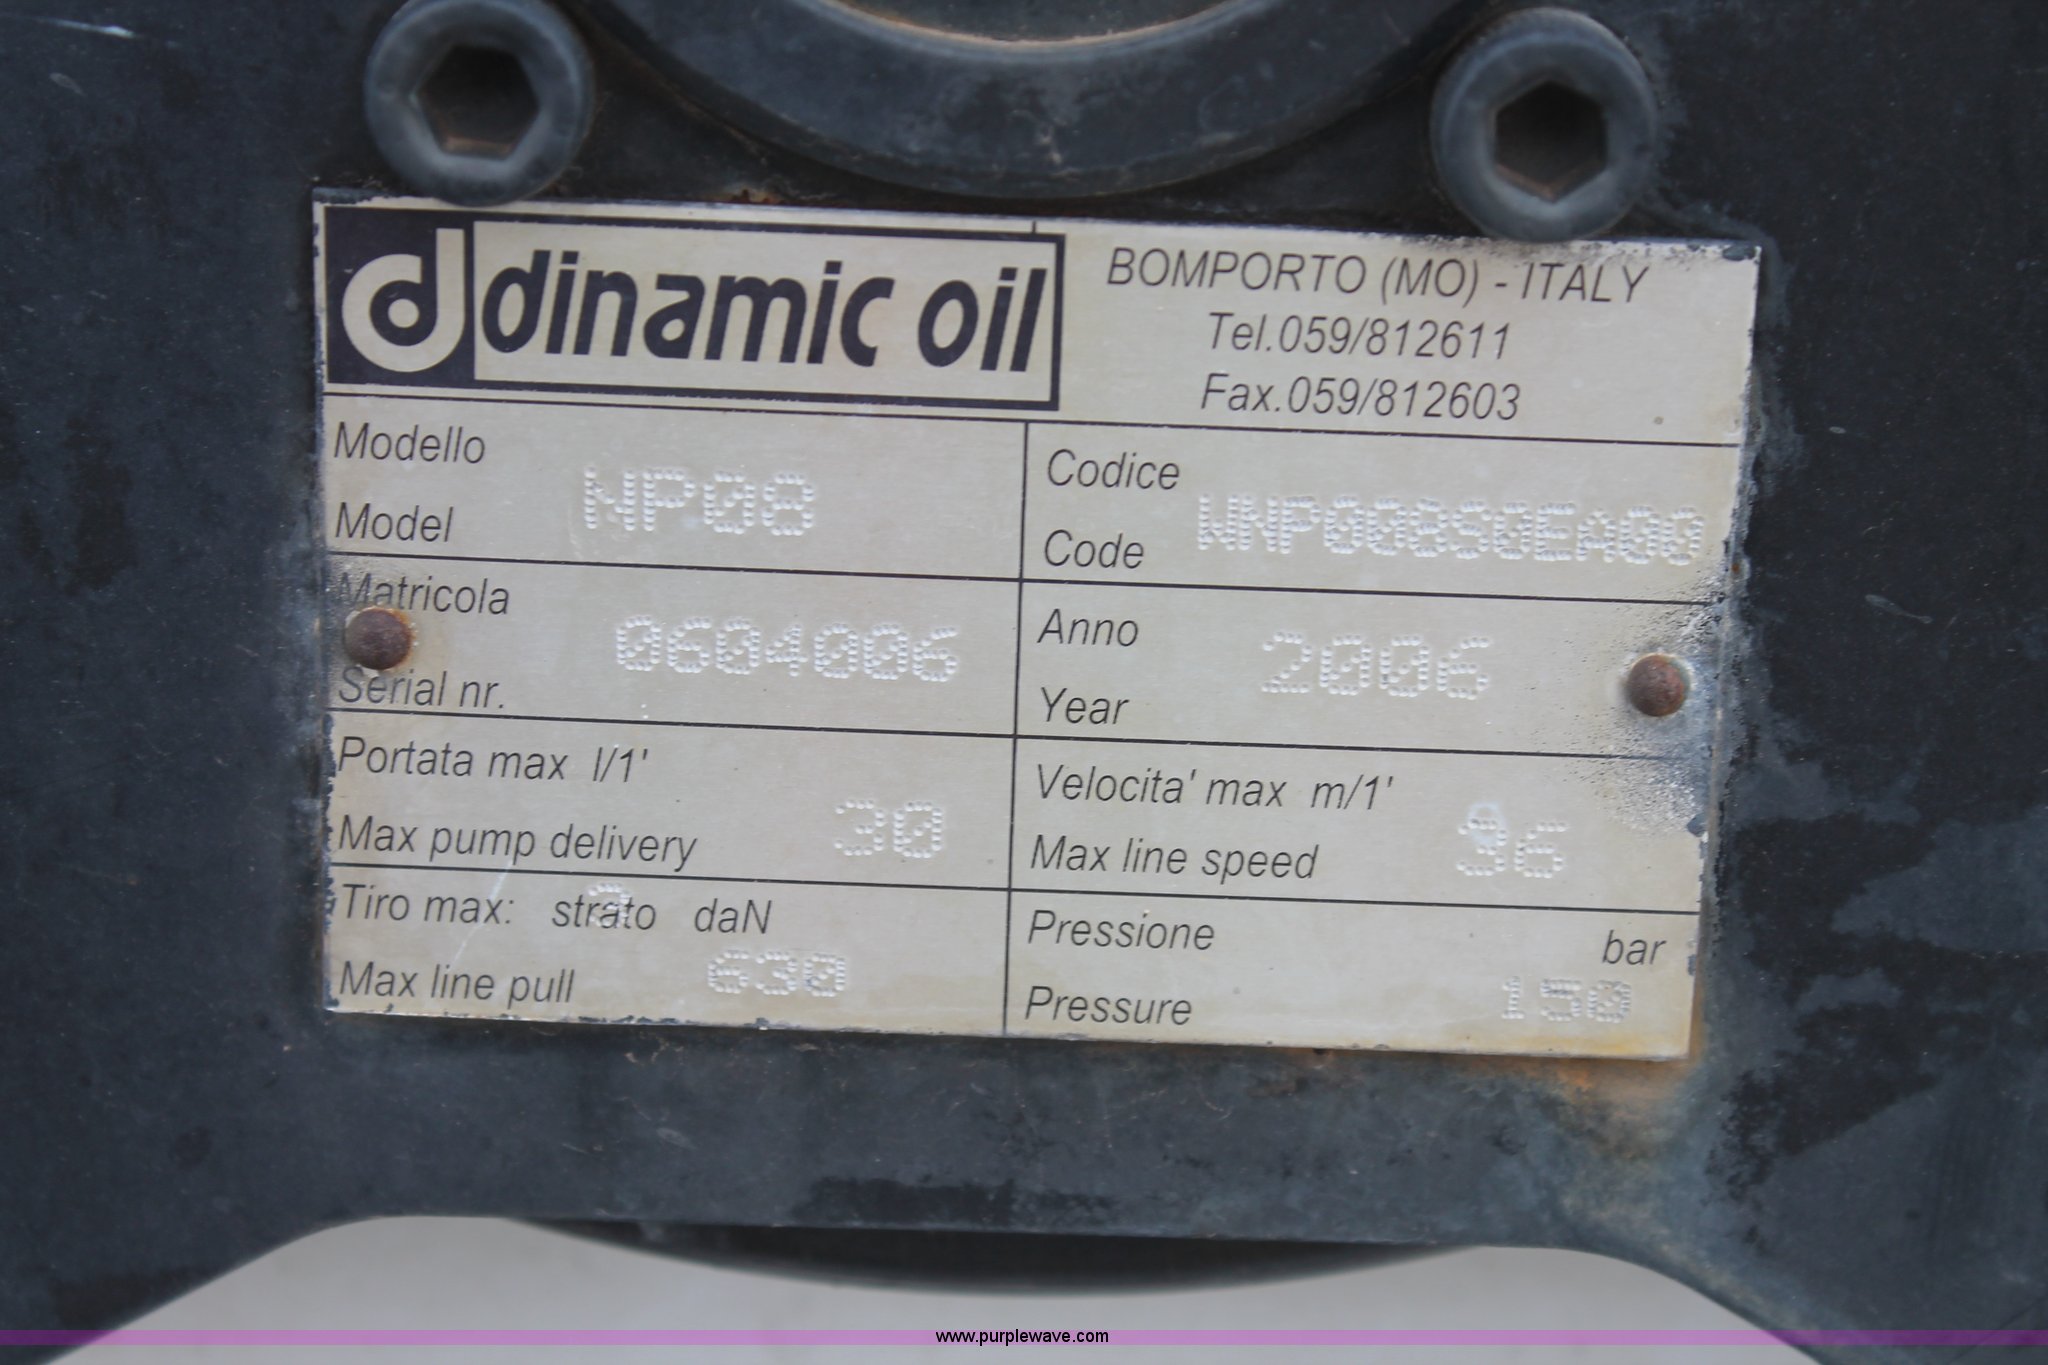 dinamic oil
BOMPORTO (MO) - ITALY
Tel.059/812611
Fax.059/812603
Modello
Model
NP08
Codice
Code
WNP008S0EA00
Matricola
Serial nr.
0604006
Anno
Year
2006
Portata max l/1'
Max pump delivery
30
Velocita' max m/1'
Max line speed
36
Tiro max: strato daN
Max line pull
630
Pressione bar
Pressure
150
www.purplewave.com